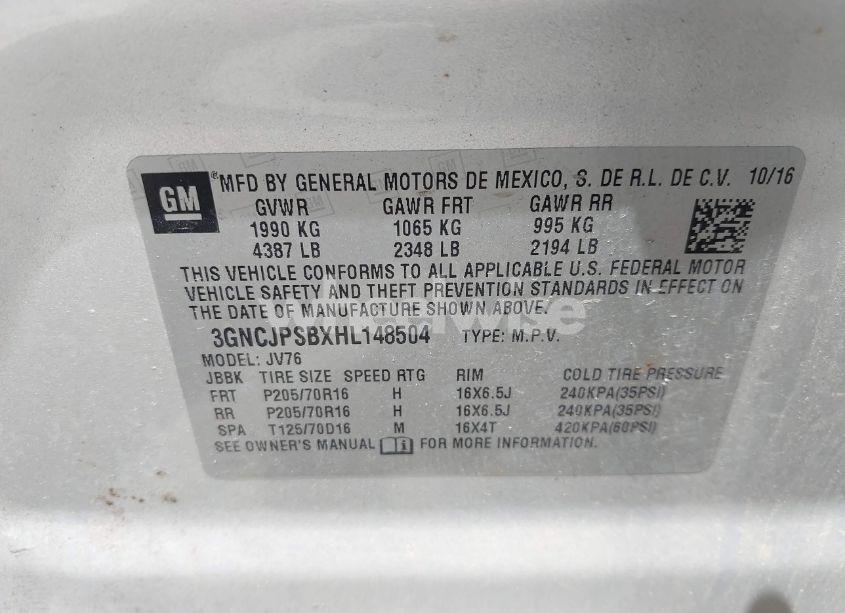 GM ® MFD BY GENERAL MOTORS DE MEXICO, S. DE R.L. DE C.V. 10/16
GVWR GAWR FRT GAWR RR
1990 KG 1065 KG 995 KG
4387 LB 2348 LB 2194 LB
THIS VEHICLE CONFORMS TO ALL APPLICABLE U.S. FEDERAL MOTOR
VEHICLE SAFETY AND THEFT PREVENTION STANDARDS IN EFFECT ON
THE DATE OF MANUFACTURE SHOWN ABOVE.
3GNCJPSBXHL148504 TYPE: M.P.V.
MODEL: JV76
JBBK TIRE SIZE SPEED RTG RIM COLD TIRE PRESSURE
FRT P205/70R16 H 16X6.5J 240KPA(35PSI)
RR P205/70R16 H 16X6.5J 240KPA(35PSI)
SPA T125/70D16 M 16X4T 420KPA(60PSI)
SEE OWNER'S MANUAL FOR MORE INFORMATION.